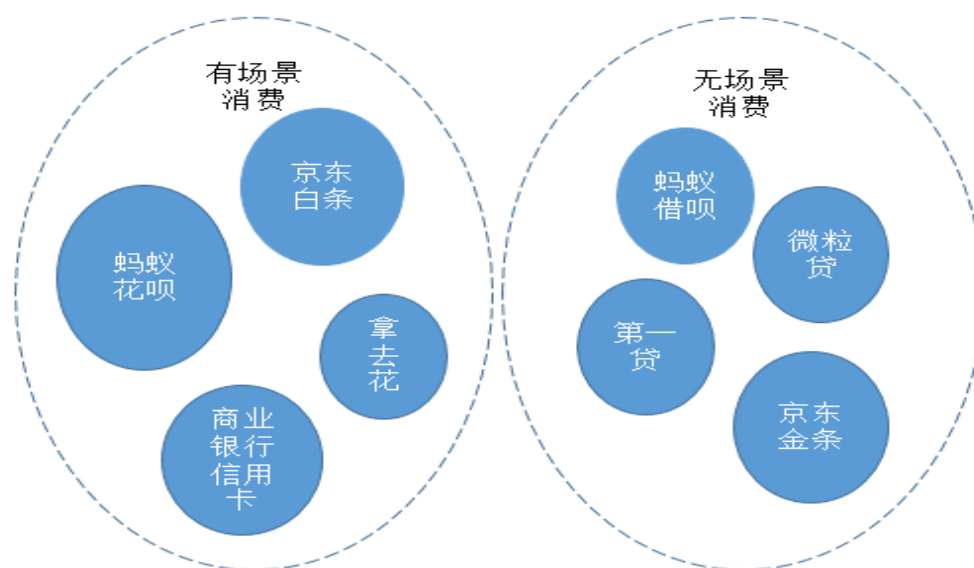 有场景
消费
京东
白条
蚂蚁
花呗
拿
去
花
商业
银行
信用
卡
无场景
消费
蚂蚁
借呗
微粒
贷
第一
贷
京东
金条